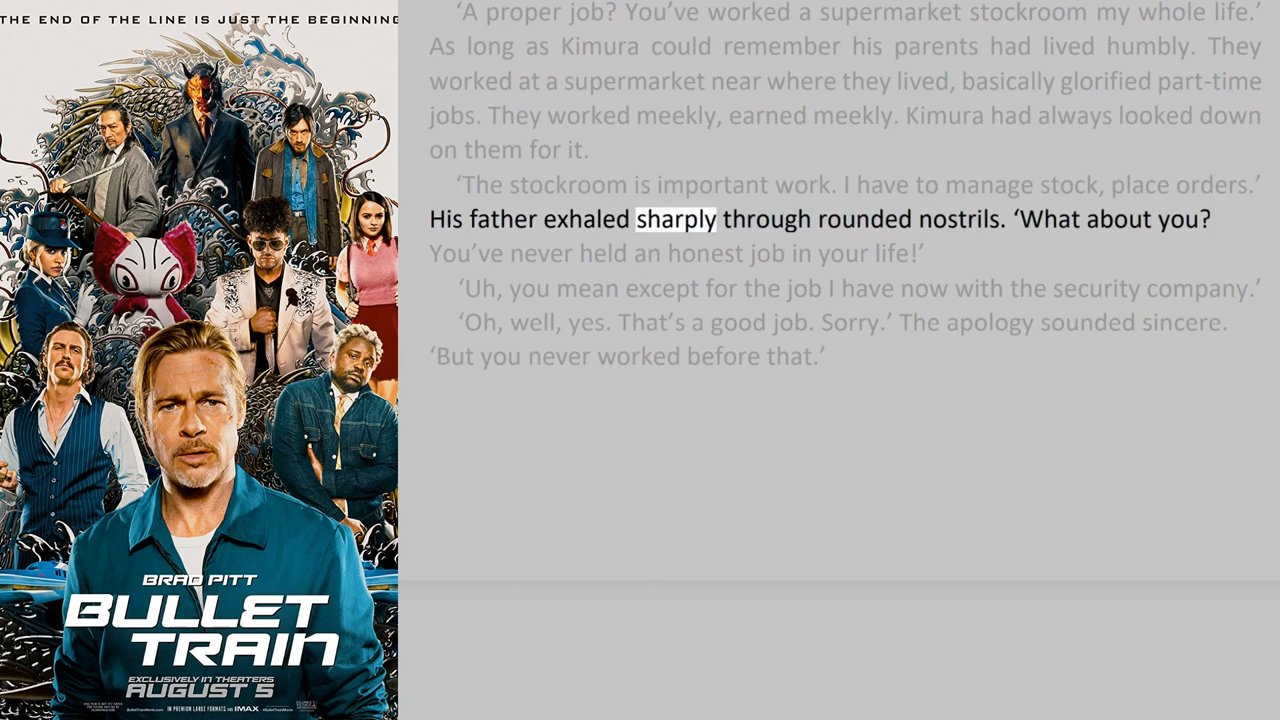 THE END OF THE LINE IS JUST THE BEGINNING
BRAD PITT
BULLET
TRAIN
EXCLUSIVELY IN THEATERS
AUGUST 5
IN PREMIUM LARGE FORMATS AND IMAX
‘A proper job? You’ve worked a supermarket stockroom my whole life.’
As long as Kimura could remember his parents had lived humbly. They
worked at a supermarket near where they lived, basically glorified part-time
jobs. They worked meekly, earned meekly. Kimura had always looked down
on them for it.
‘The stockroom is important work. I have to manage stock, place orders.’
His father exhaled sharply through rounded nostrils. ‘What about you?
You’ve never held an honest job in your life!’
‘Uh, you mean except for the job I have now with the security company.’
‘Oh, well, yes. That’s a good job. Sorry.’ The apology sounded sincere.
‘But you never worked before that.’